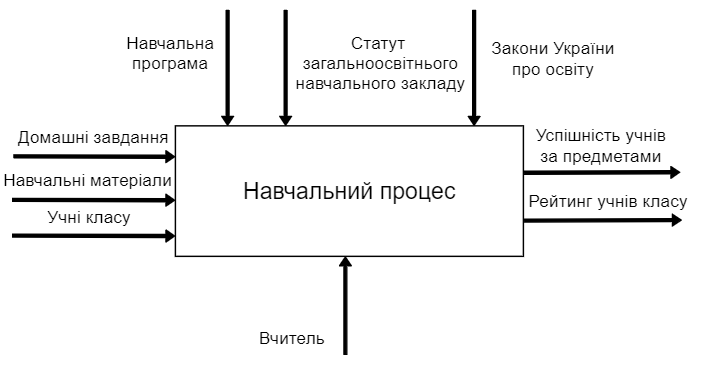 Навчальна
програма
Статут
загальноосвітнього
навчального закладу
Закони України
про освіту
Домашні завдання
Навчальні матеріали
Учні класу
Навчальний процес
Успішність учнів
за предметами
Рейтинг учнів класу
Вчитель